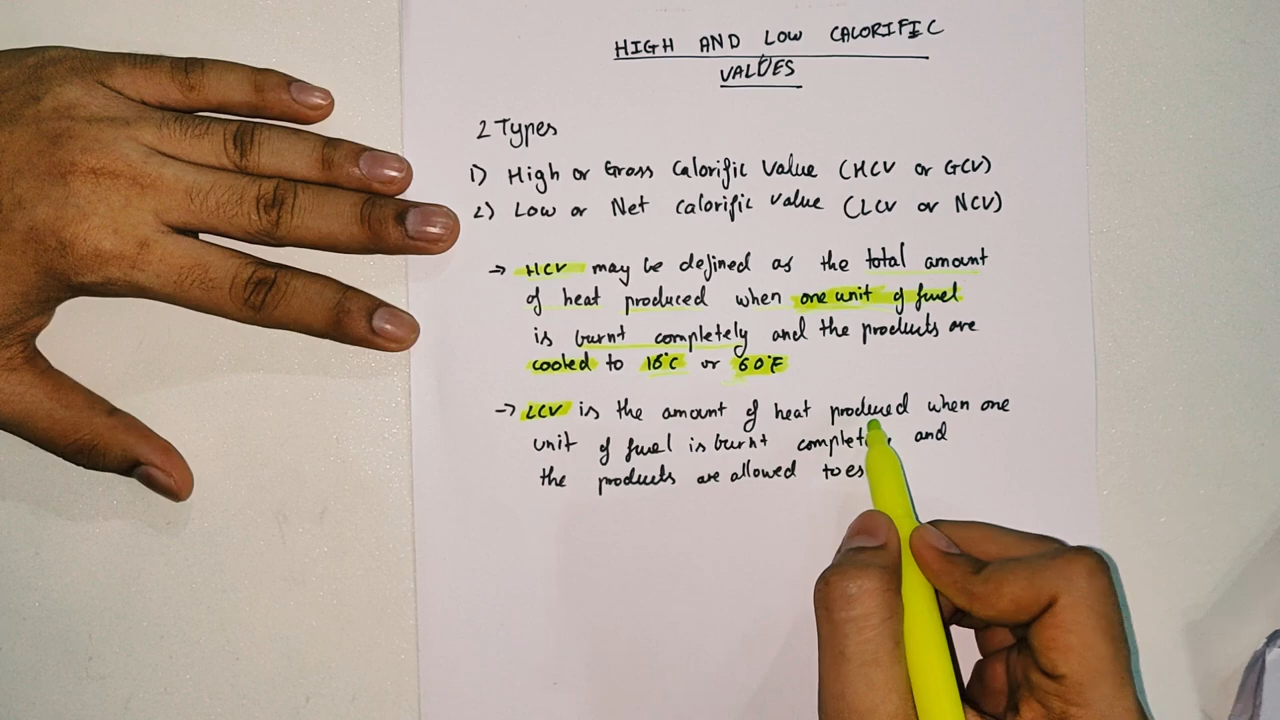 HIGH AND LOW CALORIFIC
VALUES
2 Types
1) High or Gross Calorific Value (HCV or GCV)
2) Low or Net calorific value (LCV or NCV)
→ HCV may be defined as the total amount
of heat produced when one unit of fuel
is burnt completely and the products are
cooled to 15°C or 60°F
→ LCV is the amount of heat produced when one
unit of fuel is burnt and
the products are allowed to